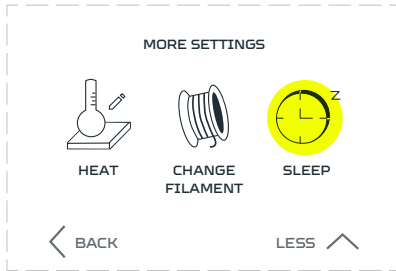 MORE SETTINGS
Z
HEAT
CHANGE
FILAMENT
SLEEP
BACK
LESS